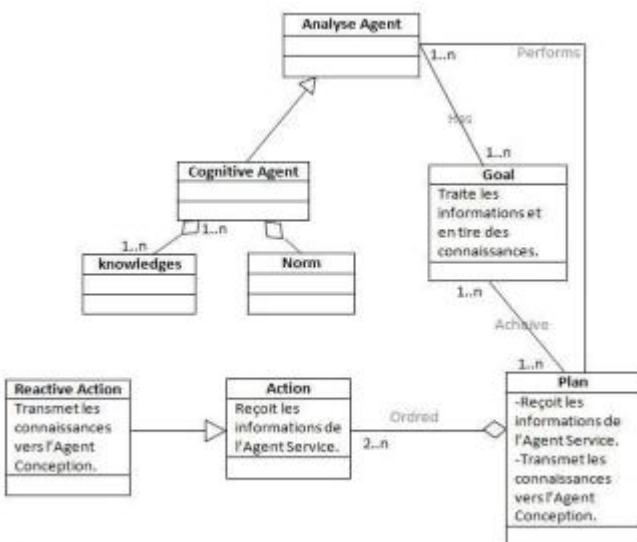 Analyse Agent
1..n
Performs
Has
1..n
Cognitive Agent
Goal
Traite les
informations et
en tire des
connaissances.
1..n
1..n
knowledges
Norm
1..n
Acheive
1..n
Reactive Action
Transmet les
connaissances
vers l'Agent
Conception.
Action
Reçoit les
informations de
l'Agent Service.
Ordred
2..n
Plan
-Reçoit les
informations de
l'Agent Service.
-Transmet les
connaissances
vers l'Agent
Conception.